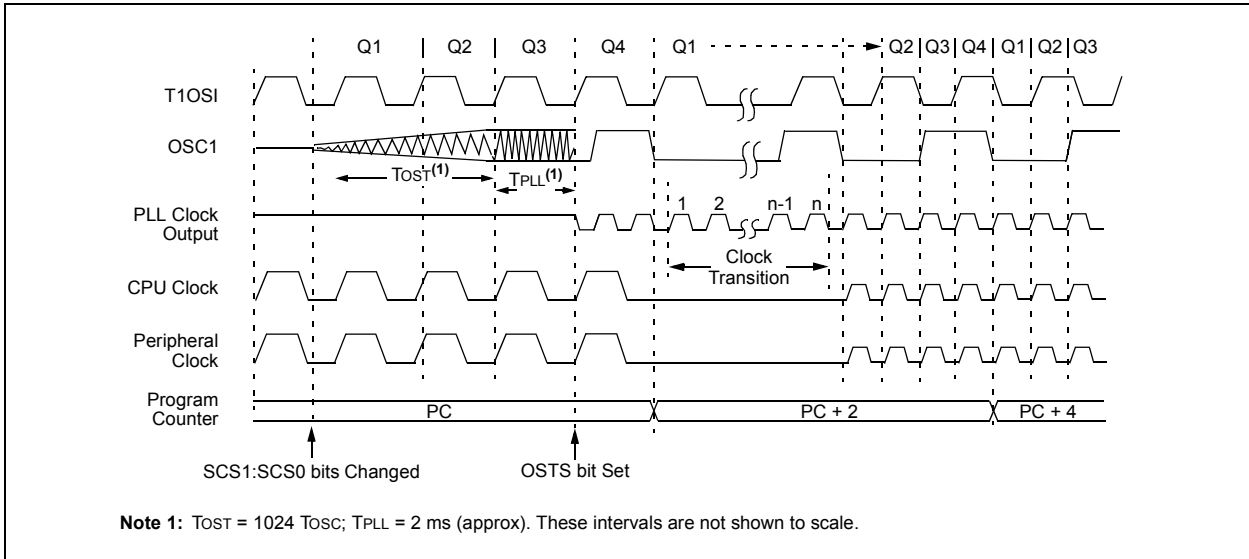 Q1 Q2 Q3 Q4 Q1 Q2 Q3 Q4 Q1 Q2 Q3
T1OSI
OSC1
TOST(1) TPLL(1)
PLL Clock
Output
1 2 n-1 n
Clock
Transition
CPU Clock
Peripheral
Clock
Program
Counter
PC PC + 2 PC + 4
SCS1:SCS0 bits Changed OSTS bit Set
Note 1: TOST = 1024 TOSC; TPLL = 2 ms (approx). These intervals are not shown to scale.